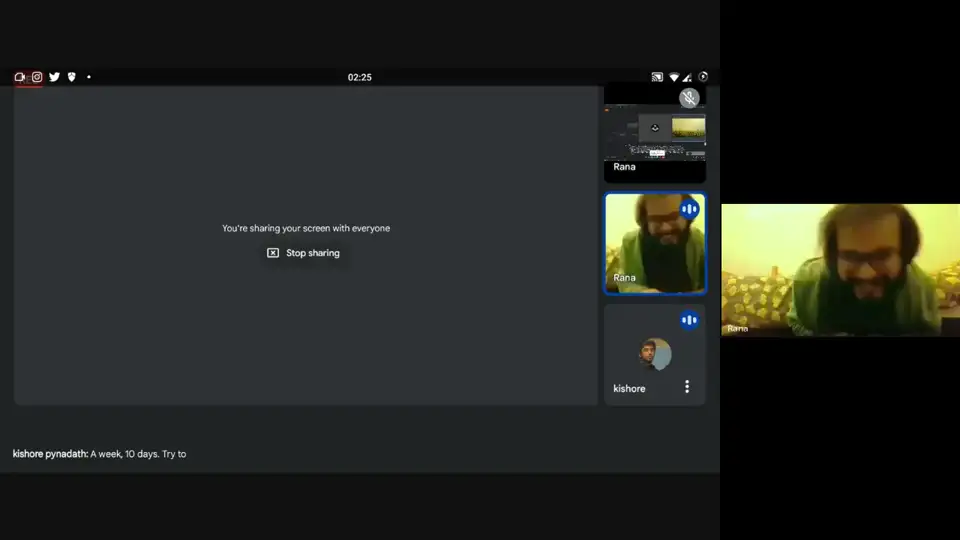 02:25
Rana
You're sharing your screen with everyone
Stop sharing
Rana
kishore
kishore pynadath: A week, 10 days. Try to
Rana